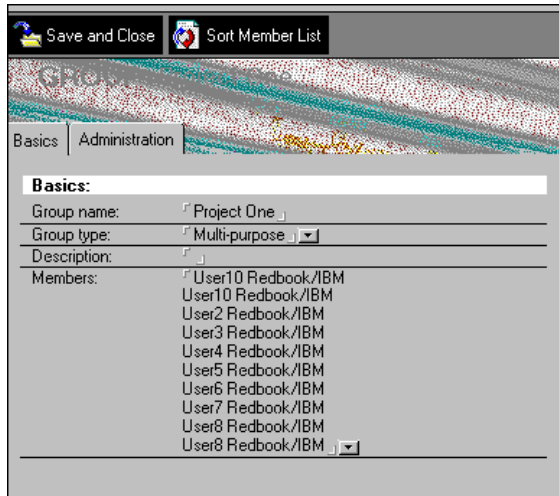 Save and Close Sort Member List
GROUP
Basics Administration
Basics:
Group name: Project One
Group type: Multi-purpose
Description:
Members: User10 Redbook/IBM
User10 Redbook/IBM
User2 Redbook/IBM
User3 Redbook/IBM
User4 Redbook/IBM
User5 Redbook/IBM
User6 Redbook/IBM
User7 Redbook/IBM
User8 Redbook/IBM
User8 Redbook/IBM